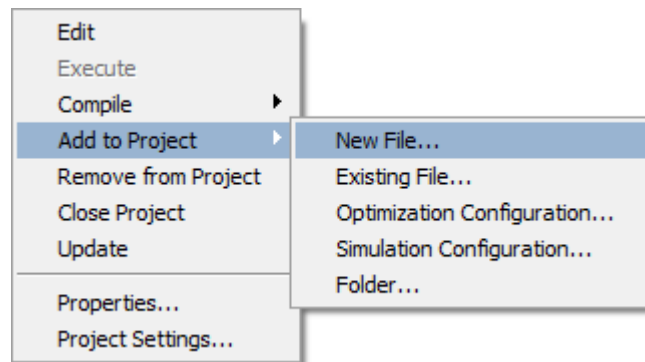 Edit
Execute
Compile
Add to Project
New File...
Existing File...
Optimization Configuration...
Simulation Configuration...
Folder...
Remove from Project
Close Project
Update
Properties...
Project Settings...